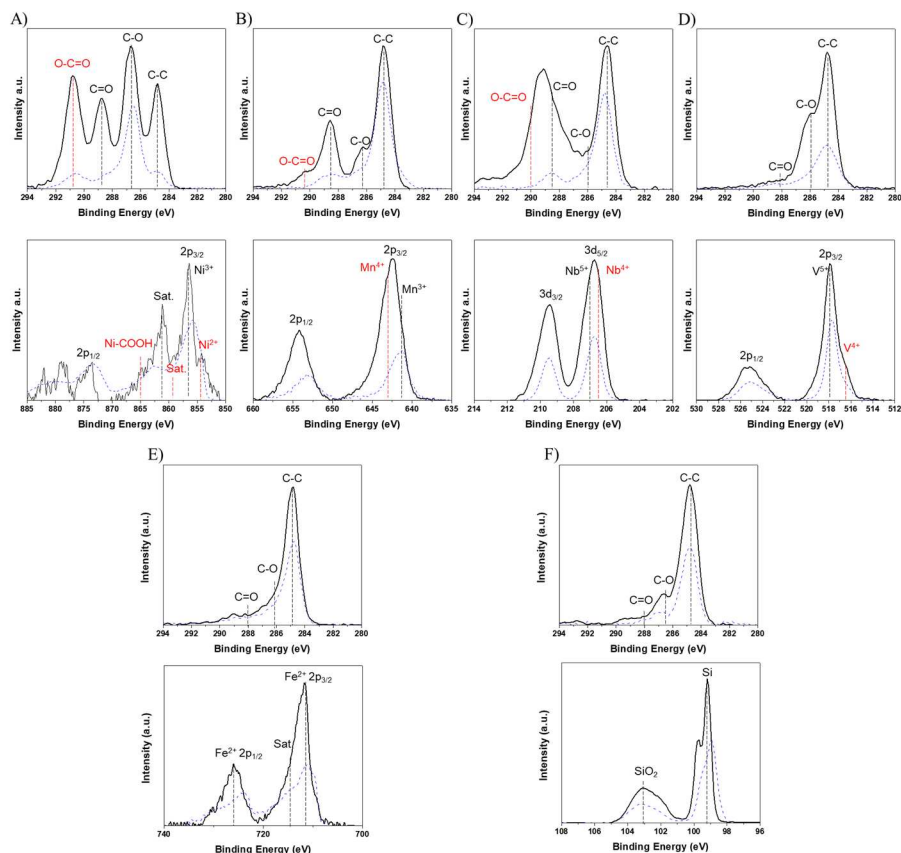 A)
B)
C)
D)
O-C=O
C=O
C-O
C-C
Intensity a.u.
294 292 290 288 286 284 282 280
Binding Energy (eV)
C-C
C=O
C-O
O-C=O
Intensity a.u.
294 292 290 288 286 284 282 280
Binding Energy (eV)
C-C
C=O
O-C=O
C-O
Intensity a.u.
294 292 290 288 286 284 282 280
Binding Energy (eV)
C-C
C-O
C=O
Intensity a.u.
294 292 290 288 286 284 282 280
Binding Energy (eV)
2p3/2
Ni³⁺
Sat.
Ni-COOH
Ni²⁺
2p1/2
Sat.
Intensity a.u.
885 880 875 870 865 860 855 850
Binding Energy (eV)
2p3/2
Mn⁴⁺
Mn³⁺
2p1/2
Intensity a.u.
660 655 650 645 640 635
Binding Energy (eV)
3d5/2
Nb⁵⁺
Nb⁴⁺
3d3/2
Intensity a.u.
214 212 210 208 206 204 202
Binding Energy (eV)
2p3/2
V⁵⁺
V⁴⁺
2p1/2
Intensity a.u.
530 528 526 524 522 520 518 516 514 512
Binding Energy (eV)
E)
F)
C-C
C-O
C=O
Intensity (a.u.)
294 292 290 288 286 284 282 280
Binding Energy (eV)
C-C
C-O
C=O
Intensity (a.u.)
294 292 290 288 286 284 282 280
Binding Energy (eV)
Fe²⁺ 2p3/2
Sat
Fe²⁺ 2p1/2
Intensity (a.u.)
740 720 700
Binding Energy (eV)
Si
SiO₂
Intensity (a.u.)
108 106 104 102 100 98 96
Binding Energy (eV)